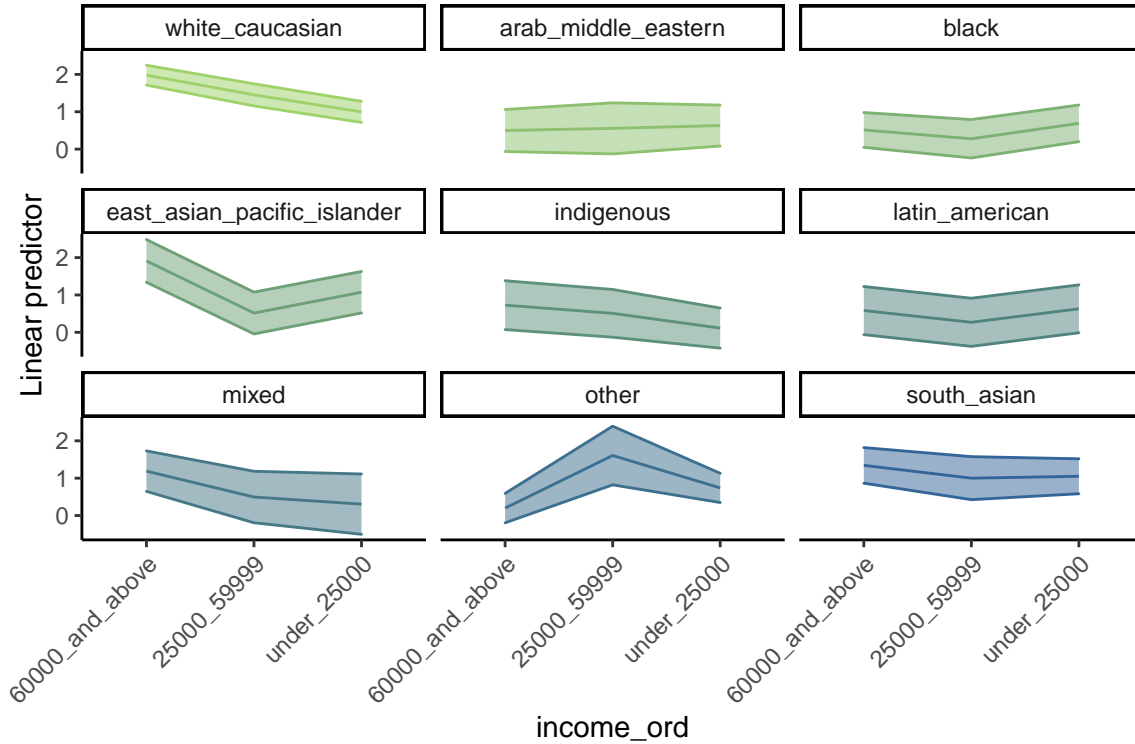 white_caucasian
arab_middle_eastern
black
2
1
0
east_asian_pacific_islander
indigenous
latin_american
2
1
0
mixed
other
south_asian
2
1
0
Linear predictor
60000_and_above
25000_59999
under_25000
60000_and_above
25000_59999
under_25000
60000_and_above
25000_59999
under_25000
income_ord